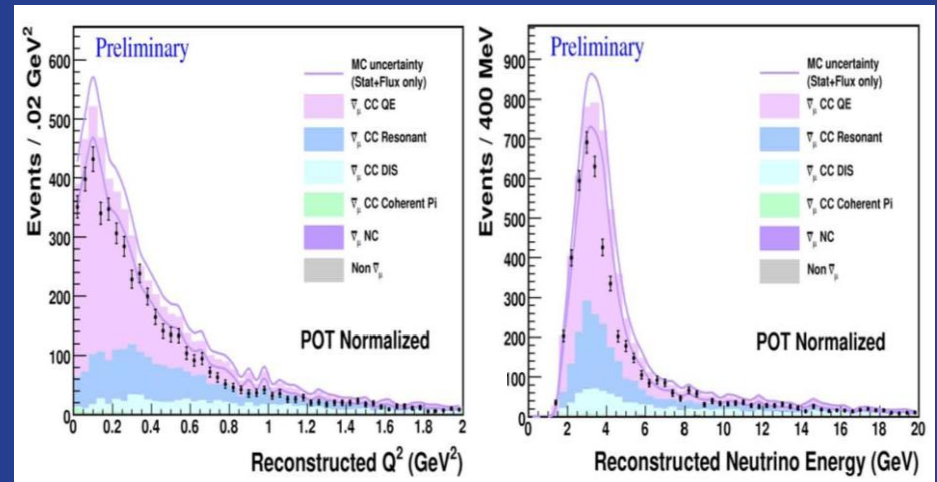 Preliminary
MC uncertainty
(Stat+Flux only)
ν̅μ CC QE
ν̅μ CC Resonant
ν̅μ CC DIS
ν̅μ CC Coherent Pi
ν̅μ NC
Non ν̅μ
POT Normalized
Events / .02 GeV²
600
500
400
300
200
100
0
0 0.2 0.4 0.6 0.8 1 1.2 1.4 1.6 1.8 2
Reconstructed Q² (GeV²)
Preliminary
MC uncertainty
(Stat+Flux only)
ν̅μ CC QE
ν̅μ CC Resonant
ν̅μ CC DIS
ν̅μ CC Coherent Pi
ν̅μ NC
Non ν̅μ
POT Normalized
Events / 400 MeV
900
800
700
600
500
400
300
200
100
0
0 2 4 6 8 10 12 14 16 18 20
Reconstructed Neutrino Energy (GeV)